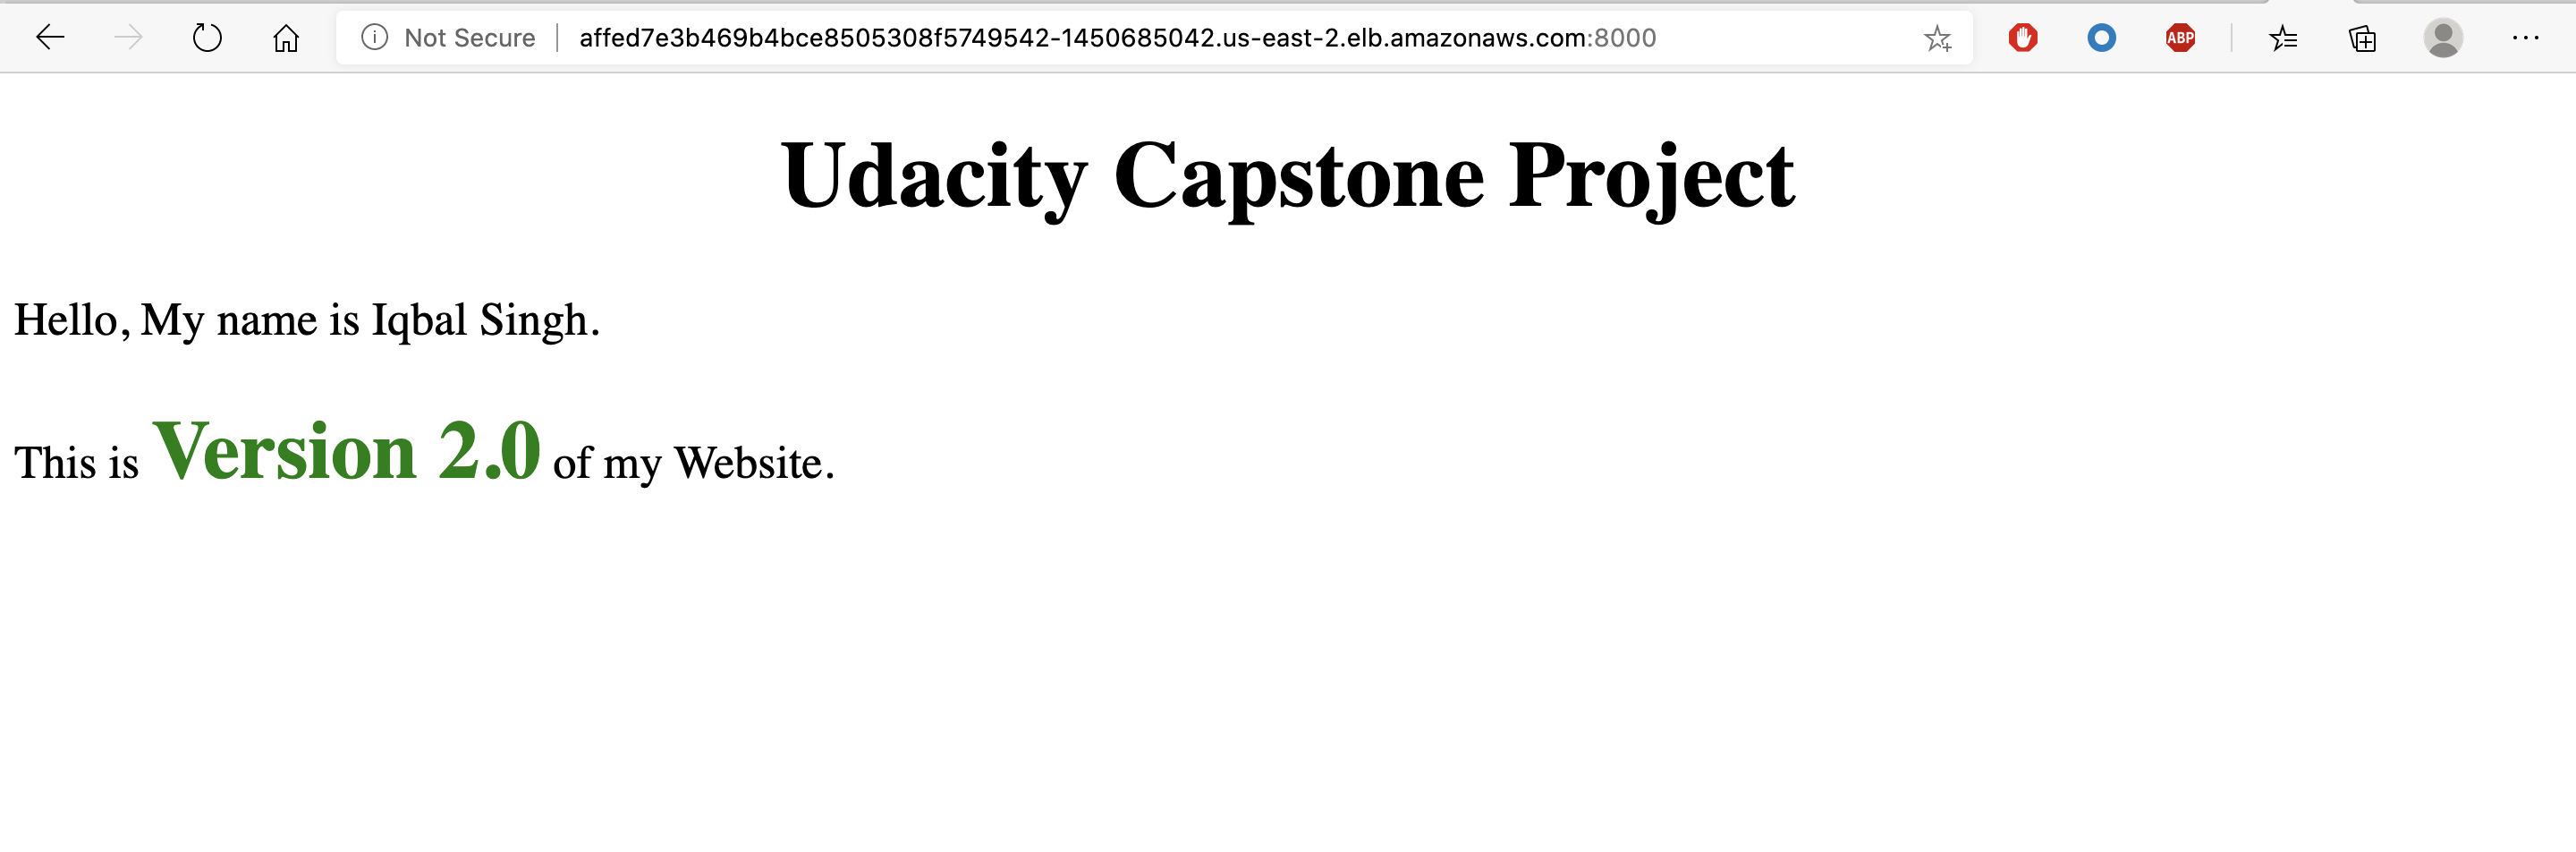 Not Secure | affed7e3b469b4bce8505308f5749542-1450685042.us-east-2.elb.amazonaws.com:8000
ABP
Udacity Capstone Project
Hello, My name is Iqbal Singh.
This is Version 2.0 of my Website.